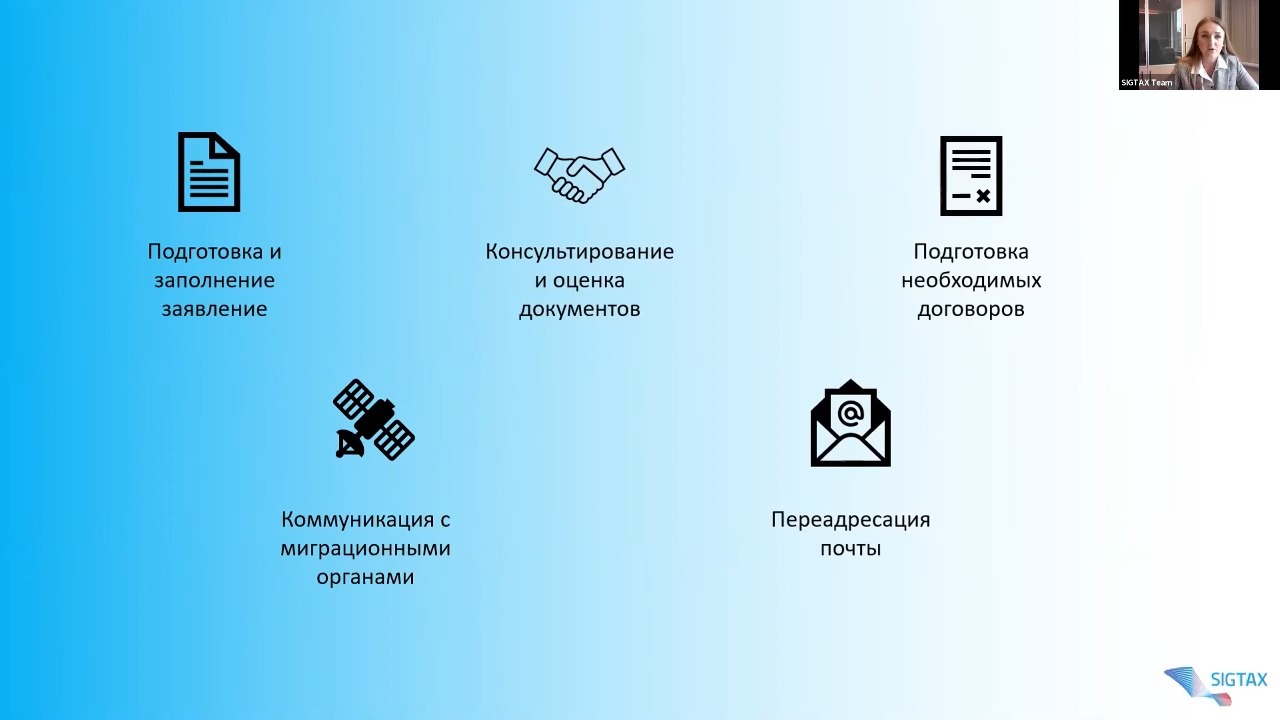 SIGTAX Team
Подготовка и
заполнение
заявление
Консультирование
и оценка
документов
Подготовка
необходимых
договоров
@
Коммуникация с
миграционными
органами
Переадресация
почты
SIGTAX